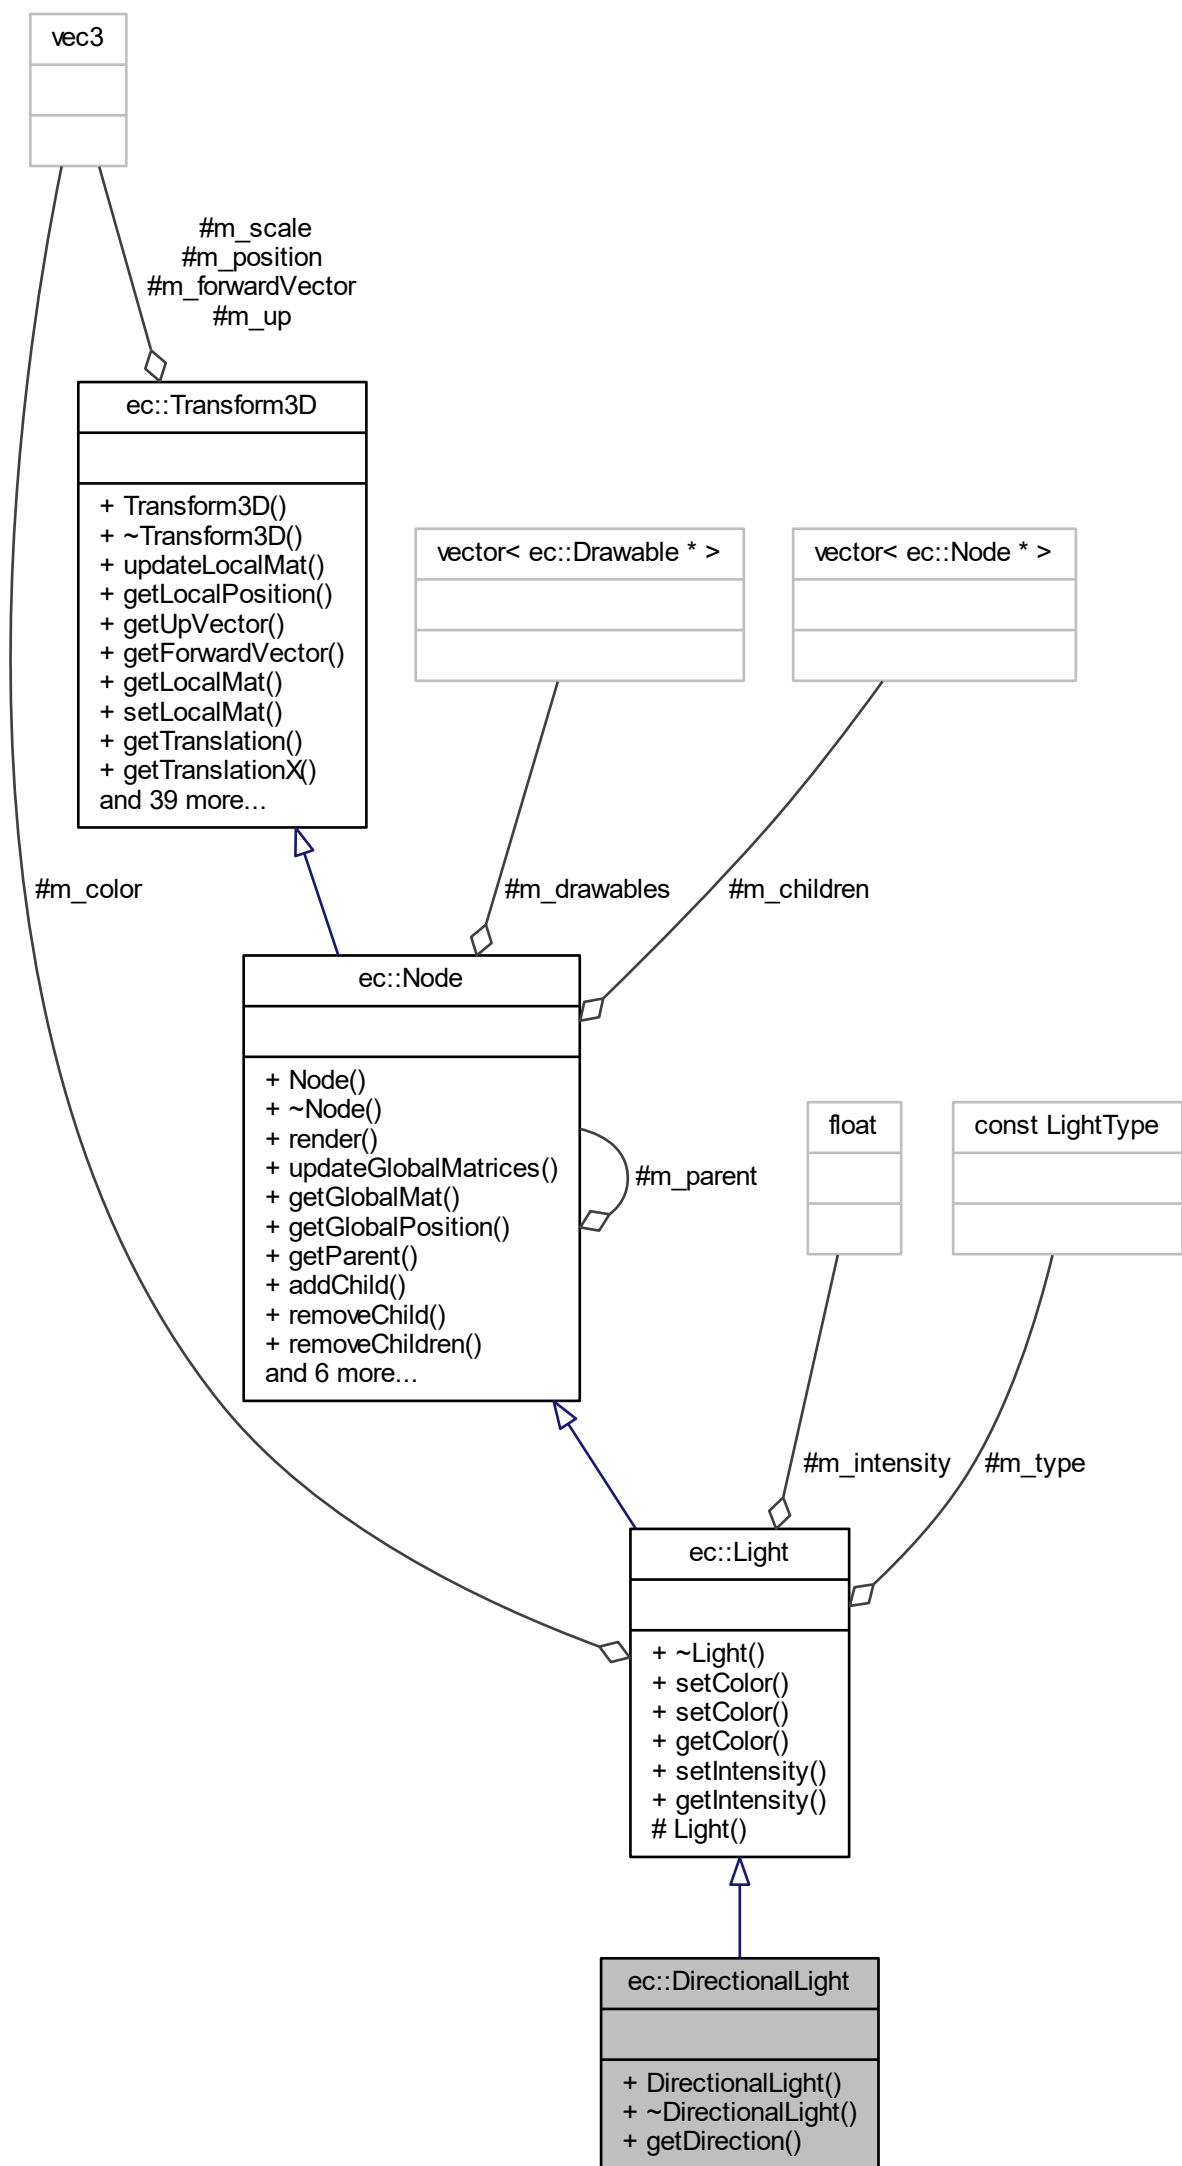 vec3
#m_scale
#m_position
#m_forwardVector
#m_up
ec::Transform3D
+ Transform3D()
+ ~Transform3D()
+ updateLocalMat()
+ getLocalPosition()
+ getUpVector()
+ getForwardVector()
+ getLocalMat()
+ setLocalMat()
+ getTranslation()
+ getTranslationX()
and 39 more...
vector< ec::Drawable * >
vector< ec::Node * >
#m_color
#m_drawables
#m_children
ec::Node
+ Node()
+ ~Node()
+ render()
+ updateGlobalMatrices()
+ getGlobalMat()
+ getGlobalPosition()
+ getParent()
+ addChild()
+ removeChild()
+ removeChildren()
and 6 more...
#m_parent
float
const LightType
#m_intensity
#m_type
ec::Light
+ ~Light()
+ setColor()
+ setColor()
+ getColor()
+ setIntensity()
+ getIntensity()
# Light()
ec::DirectionalLight
+ DirectionalLight()
+ ~DirectionalLight()
+ getDirection()